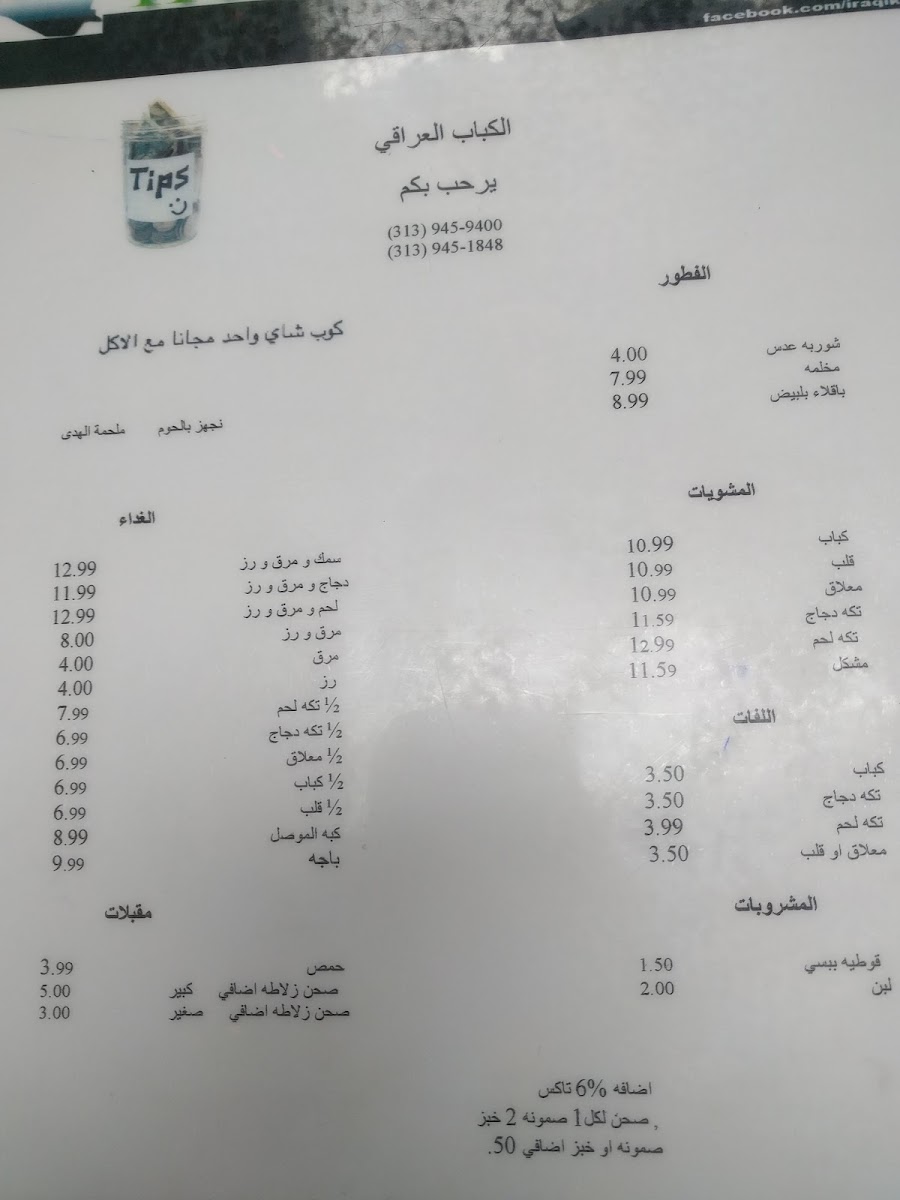 facebook.com/iraqik
Tips
الكباب العراقي
يرحب بكم
(313) 945-9400
(313) 945-1848
الفطور
شوربه عدس 4.00
مخلمه 7.99
باقلاء بلبيض 8.99
كوب شاي واحد مجانا مع الاكل
نجهز بالحوم ملحمة الهدى
المشويات
كباب 10.99
قلب 10.99
معلاق 10.99
تكه دجاج 11.59
تكه لحم 12.99
مشكل 11.59
اللفات
كباب 3.50
تكه دجاج 3.50
تكه لحم 3.99
معلاق او قلب 3.50
المشروبات
قوطيه ببسي 1.50
لبن 2.00
الغداء
سمك و مرق و رز 12.99
دجاج و مرق و رز 11.99
لحم و مرق و رز 12.99
مرق و رز 8.00
مرق 4.00
رز 4.00
½ تكه لحم 7.99
½ تكه دجاج 6.99
½ معلاق 6.99
½ كباب 6.99
½ قلب 6.99
كبه الموصل 8.99
باجه 9.99
مقبلات
حمص 3.99
صحن زلاطه اضافي كبير 5.00
صحن زلاطه اضافي صغير 3.00
اضافه 6% تاكس
, صحن لكل1 صمونه 2 خبز
صمونه او خبز اضافي 50.